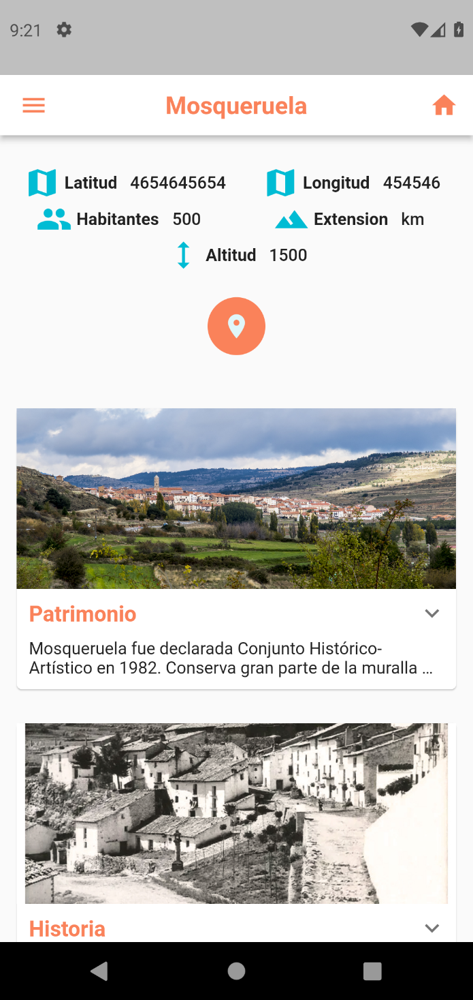 9:21
Mosqueruela
Latitud 4654645654 Longitud 454546
Habitantes 500 Extension km
Altitud 1500
Patrimonio
Mosqueruela fue declarada Conjunto Histórico-
Artístico en 1982. Conserva gran parte de la muralla ...
Historia